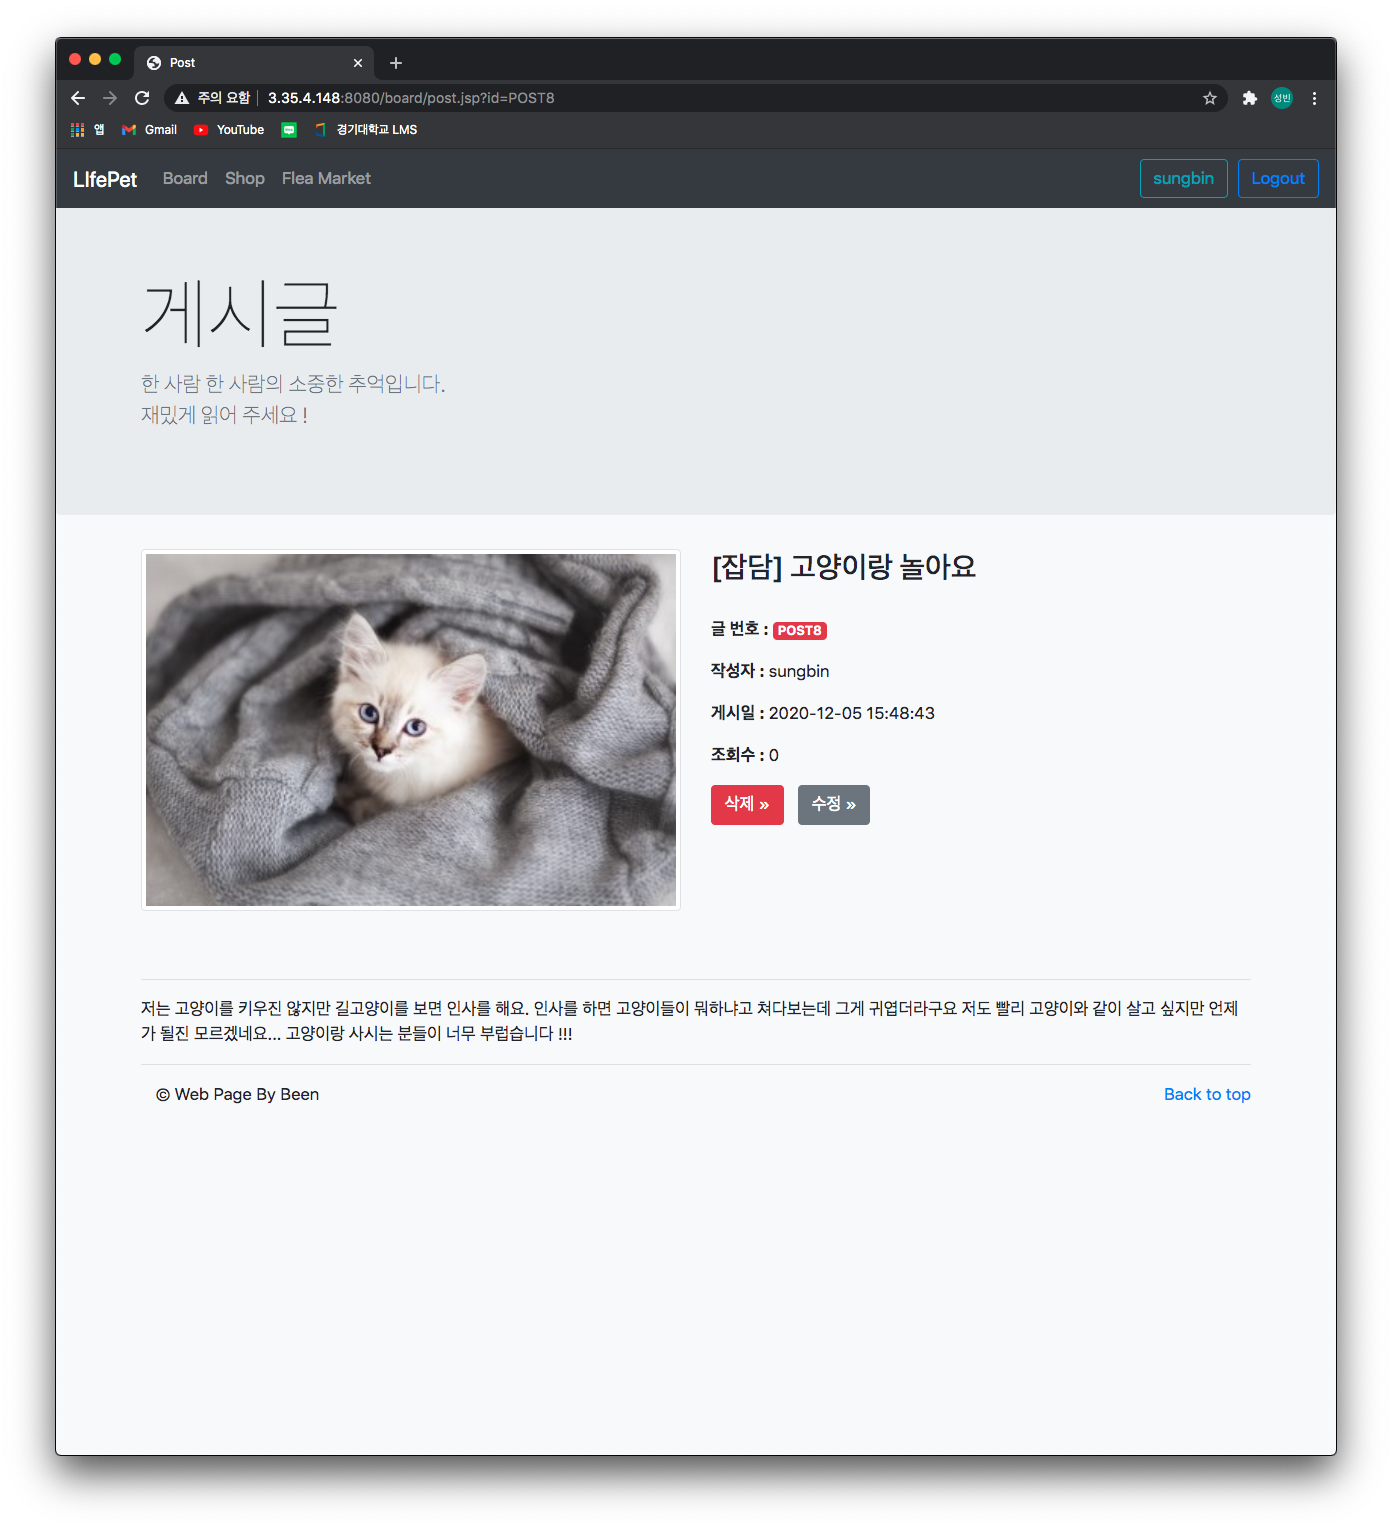 Post
주의 요함 3.35.4.148:8080/board/post.jsp?id=POST8
성빈
앱 Gmail YouTube 경기대학교 LMS
LIfePet Board Shop Flea Market sungbin Logout
게시글
한 사람 한 사람의 소중한 추억입니다.
재밌게 읽어 주세요 !
[잡담] 고양이랑 놀아요
글 번호 : POST8
작성자 : sungbin
게시일 : 2020-12-05 15:48:43
조회수 : 0
삭제 » 수정 »
저는 고양이를 키우진 않지만 길고양이를 보면 인사를 해요. 인사를 하면 고양이들이 뭐하냐고 쳐다보는데 그게 귀엽더라구요 저도 빨리 고양이와 같이 살고 싶지만 언제
가 될진 모르겠네요... 고양이랑 사시는 분들이 너무 부럽습니다 !!!
© Web Page By Been Back to top